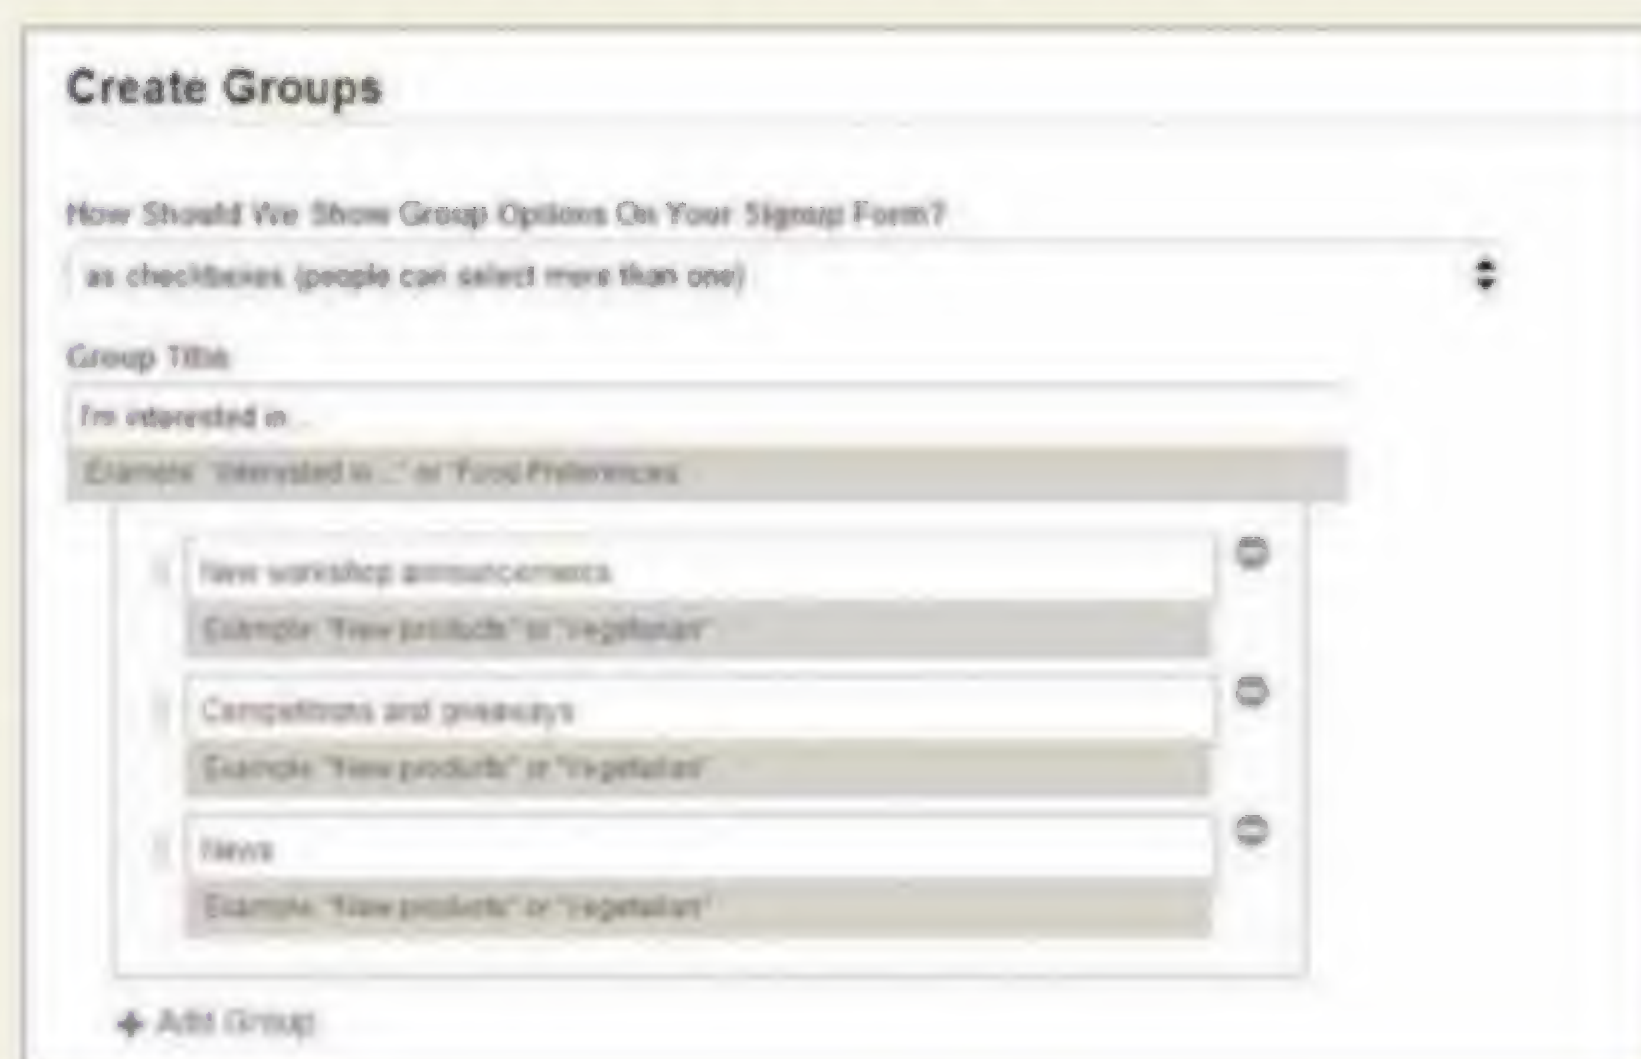 Create Groups
How Should We Show Group Options On Your Signup Form?
as checkboxes (people can select more than one)
Group Title
I'm interested in...
Example: "Interested in..." or "Food Preferences
New workshop announcements
Example: "New products" or "Vegetarian"
Competitions and giveaways
Example: "New products" or "Vegetarian"
News
Example: "New products" or "Vegetarian"
+ Add Group